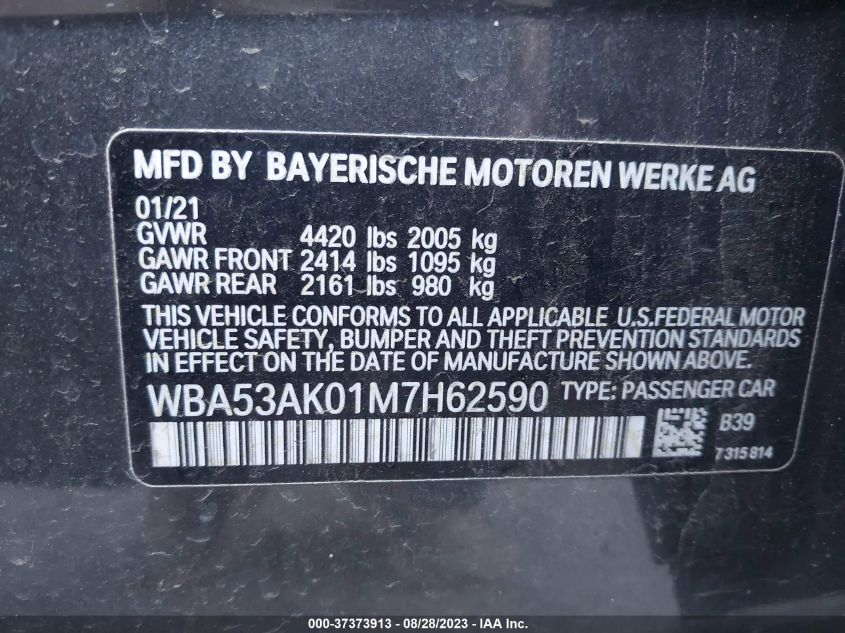 MFD BY BAYERISCHE MOTOREN WERKE AG
01/21
GVWR 4420 lbs 2005 kg
GAWR FRONT 2414 lbs 1095 kg
GAWR REAR 2161 lbs 980 kg
THIS VEHICLE CONFORMS TO ALL APPLICABLE U.S.FEDERAL MOTOR
VEHICLE SAFETY, BUMPER AND THEFT PREVENTION STANDARDS
IN EFFECT ON THE DATE OF MANUFACTURE SHOWN ABOVE.
WBA53AK01M7H62590 TYPE: PASSENGER CAR
B39
7315814
000-37373913 - 08/28/2023 - IAA Inc.